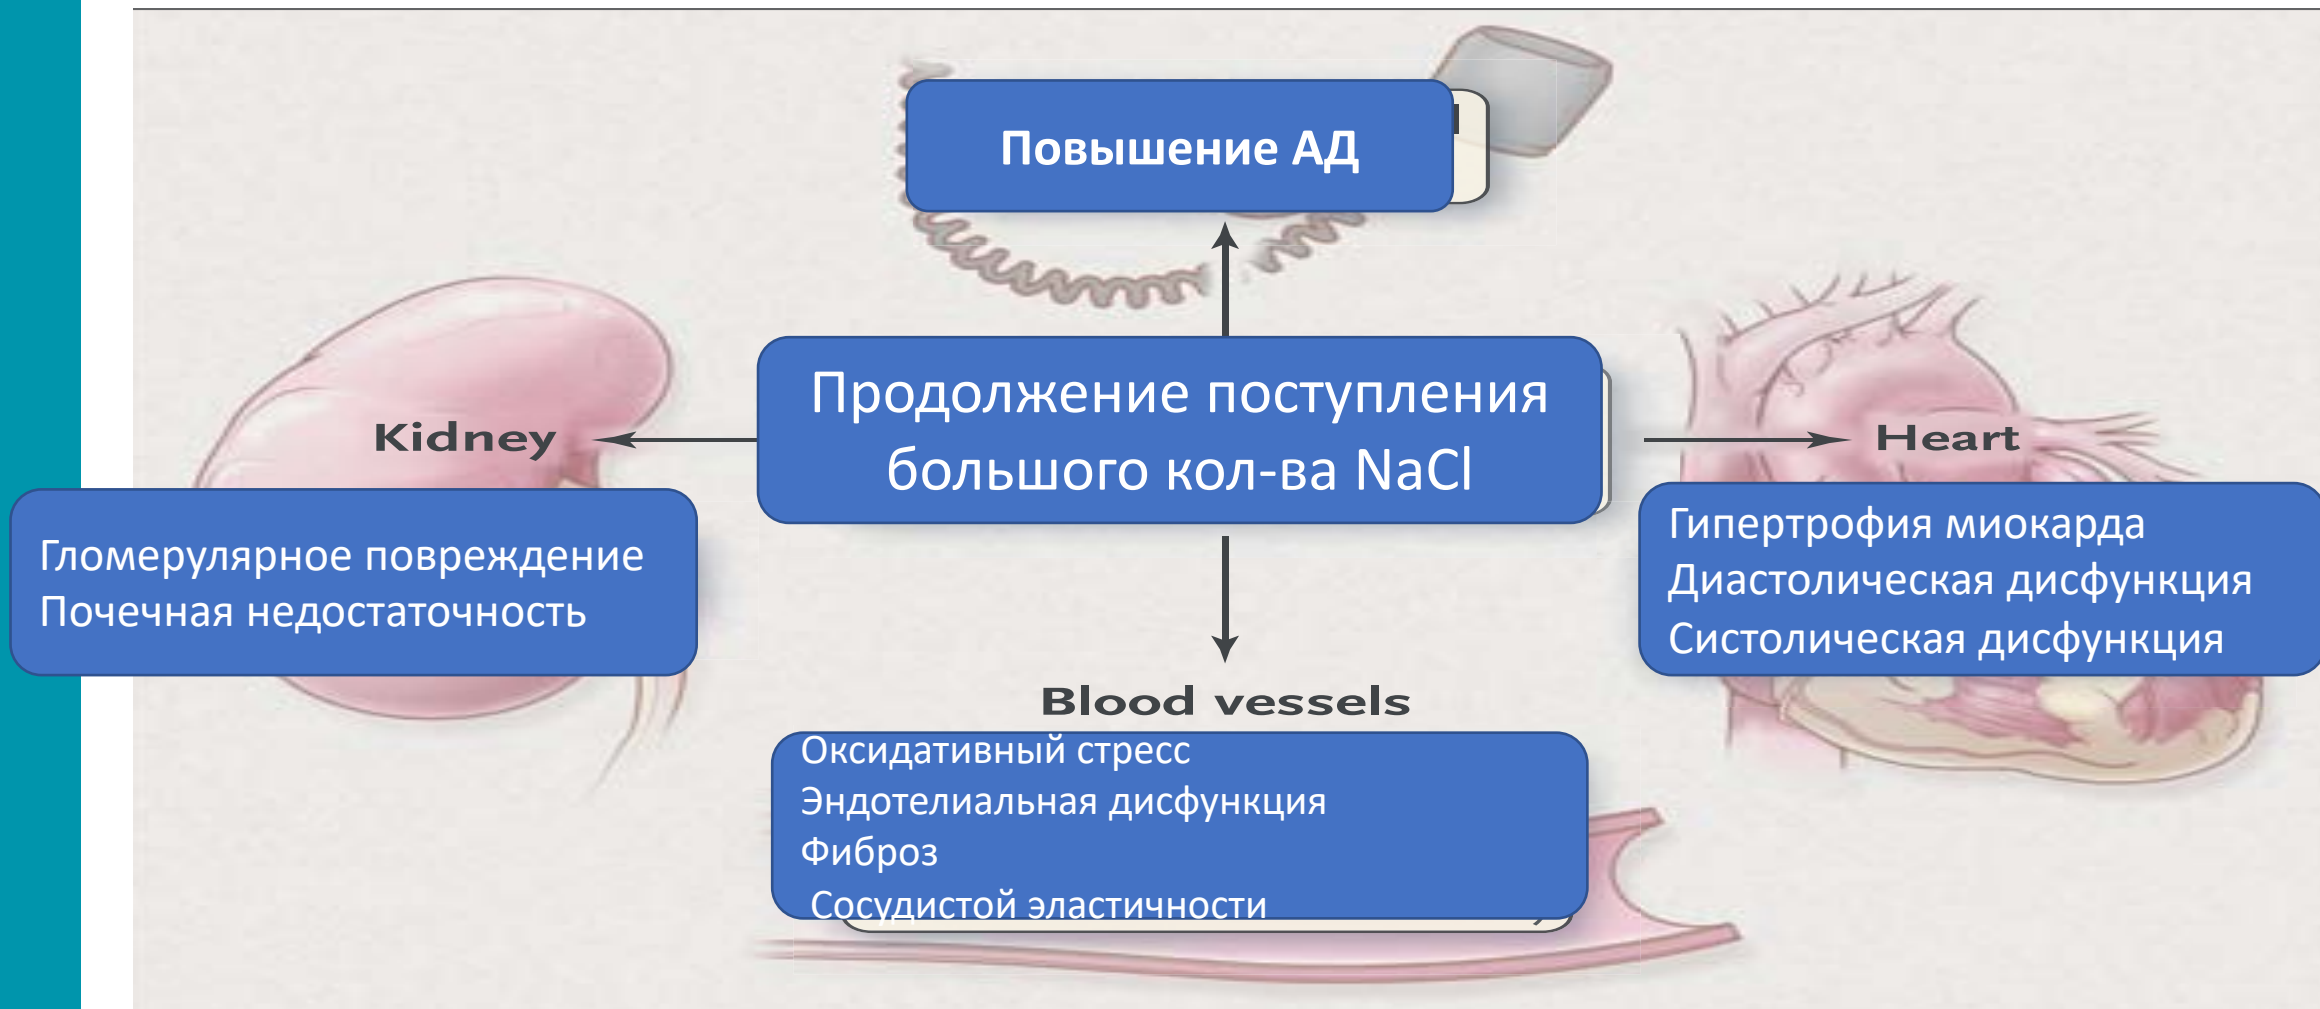 Повышение АД
Продолжение поступления
большого кол-ва NaCl
Kidney
Heart
Гломерулярное повреждение
Почечная недостаточность
Гипертрофия миокарда
Диастолическая дисфункция
Систолическая дисфункция
Blood vessels
Оксидативный стресс
Эндотелиальная дисфункция
Фиброз
Сосудистой эластичности